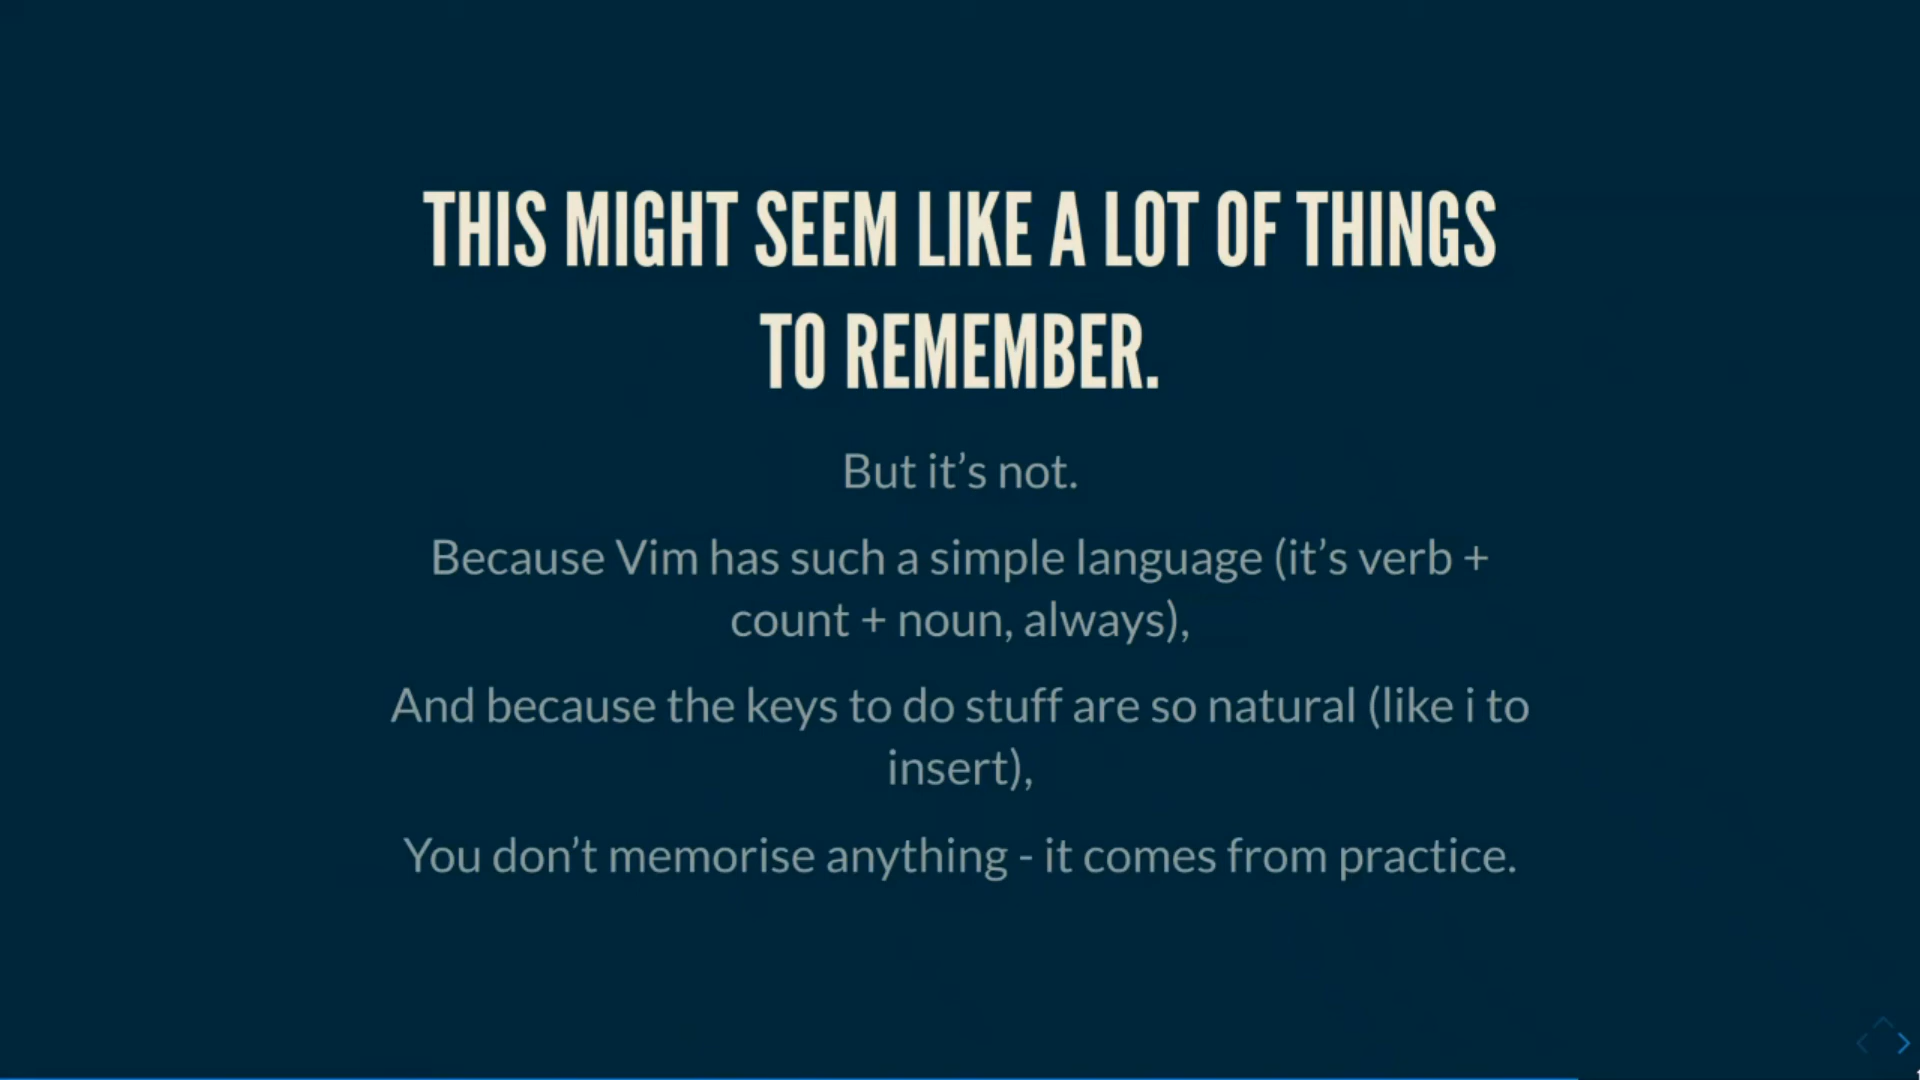 THIS MIGHT SEEM LIKE A LOT OF THINGS
TO REMEMBER.
But it’s not.
Because Vim has such a simple language (it’s verb +
count + noun, always),
And because the keys to do stuff are so natural (like i to
insert),
You don’t memorise anything - it comes from practice.